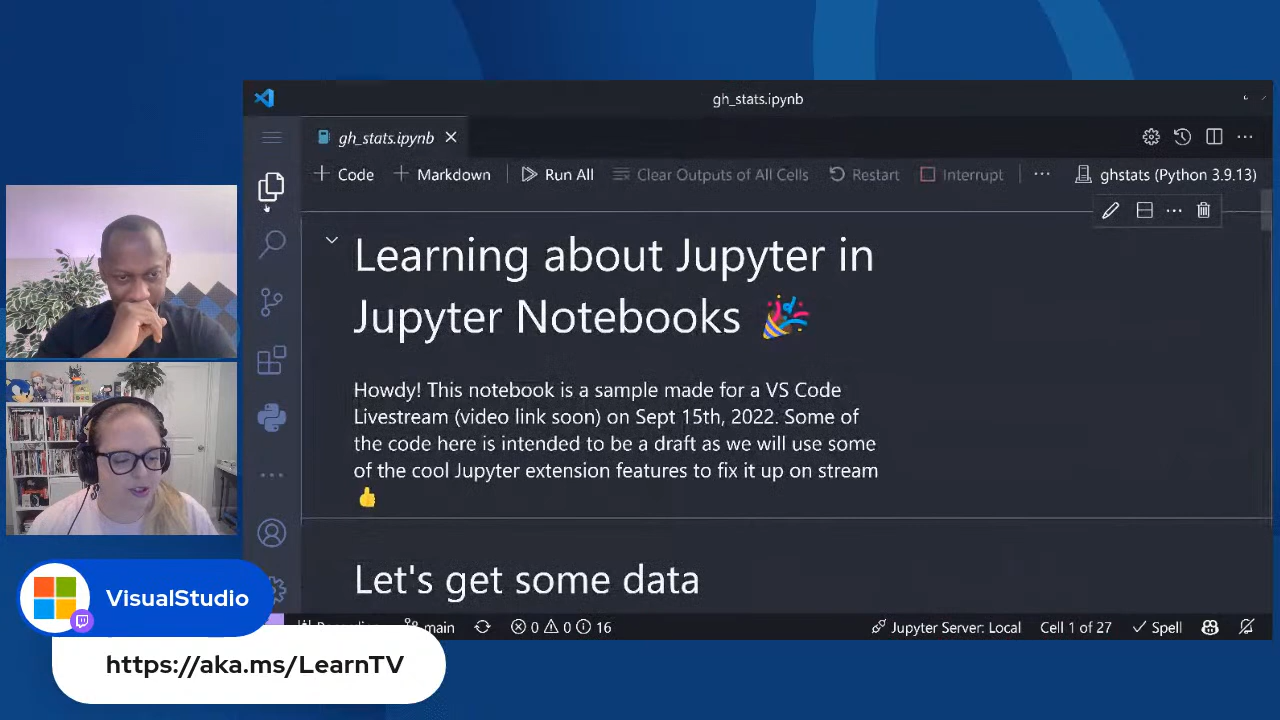 gh_stats.ipynb
gh_stats.ipynb
Code Markdown Run All Clear Outputs of All Cells Restart Interrupt ... ghstats (Python 3.9.13)
Learning about Jupyter in
Jupyter Notebooks 🎉
Howdy! This notebook is a sample made for a VS Code
Livestream (video link soon) on Sept 15th, 2022. Some of
the code here is intended to be a draft as we will use some
of the cool Jupyter extension features to fix it up on stream
👍
Let's get some data
main 0 0 16 Jupyter Server: Local Cell 1 of 27 Spell
VisualStudio
https://aka.ms/LearnTV